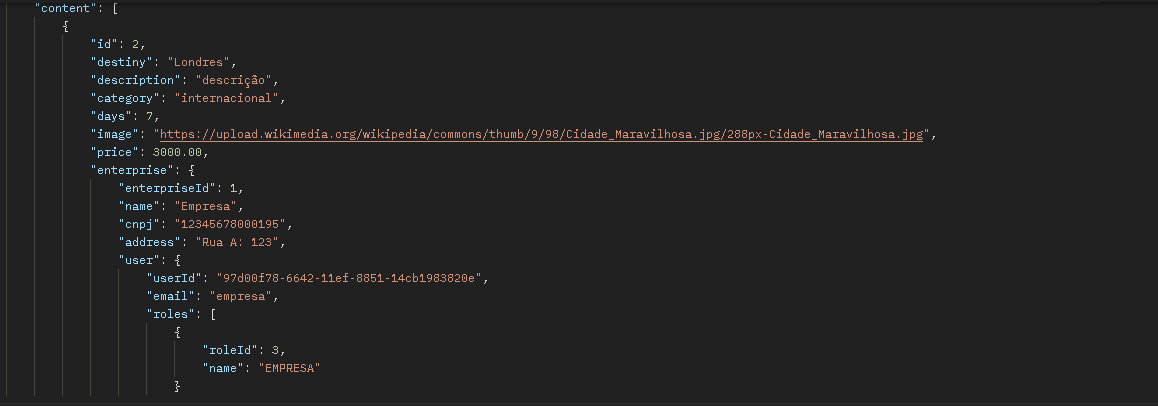 "content": [
{
"id": 2,
"destiny": "Londres",
"description": "descrição",
"category": "internacional",
"days": 7,
"image": "https://upload.wikimedia.org/wikipedia/commons/thumb/9/98/Cidade_Maravilhosa.jpg/288px-Cidade_Maravilhosa.jpg",
"price": 3000.00,
"enterprise": {
"enterpriseId": 1,
"name": "Empresa",
"cnpj": "12345678000195",
"address": "Rua A: 123",
"user": {
"userId": "97d00f78-6642-11ef-8851-14cb1983820e",
"email": "empresa",
"roles": [
{
"roleId": 3,
"name": "EMPRESA"
}